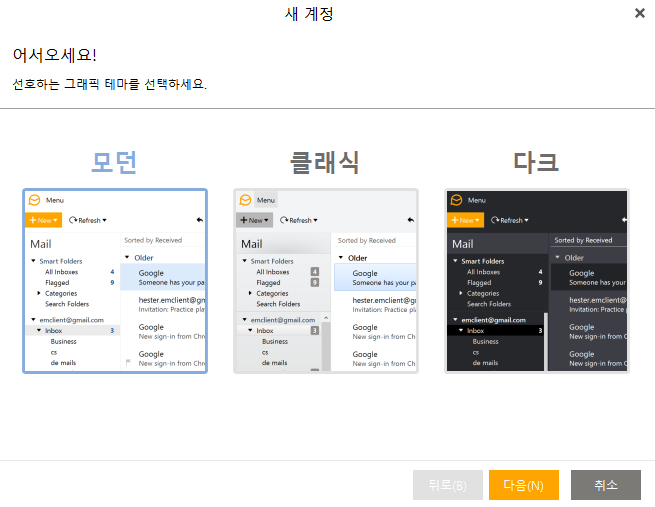 새 계정
어서오세요!
선호하는 그래픽 테마를 선택하세요.
모던
클래식
다크
Menu
New
Refresh
Mail
Sorted by Received
Smart Folders
Older
All Inboxes 4
Google
Flagged 9
Someone has your pa
Categories
Search Folders
hester.emclient@g
Invitation: Practice pla
emclient@gmail.com
Inbox 3
Google
New sign-in from Chr
Business
cs
Google
de mails
New sign-in from Chr
Menu
New
Refresh
Mail
Sorted by Received
Smart Folders
Older
All Inboxes 4
Google
Flagged 9
Someone has your pa
Categories
Search Folders
hester.emclient@g
Invitation: Practice play
emclient@gmail.com
Inbox 3
Google
New sign-in from Chro
Business
cs
Google
de mails
New sign-in from Chro
Menu
New
Refresh
Mail
Sorted by Received
Smart Folders
Older
All Inboxes 4
Google
Flagged 9
Someone has your pa
Categories
Search Folders
hester.emclient@g
Invitation: Practice p
emclient@gmail.com
Inbox 3
Google
New sign-in from Ch
Business
cs
Google
de mails
New sign-in from Ch
뒤로(B)
다음(N)
취소